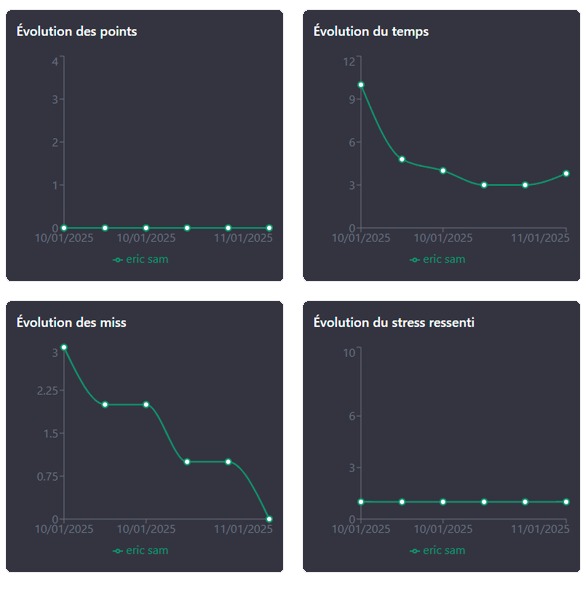 Évolution des points
4
3
2
1
0
10/01/2025 10/01/2025 11/01/2025
eric sam
Évolution du temps
12
9
6
3
0
10/01/2025 10/01/2025 11/01/2025
eric sam
Évolution des miss
3
2.25
1.5
0.75
0
10/01/2025 10/01/2025 11/01/2025
eric sam
Évolution du stress ressenti
10
6
3
0
10/01/2025 10/01/2025 11/01/2025
eric sam